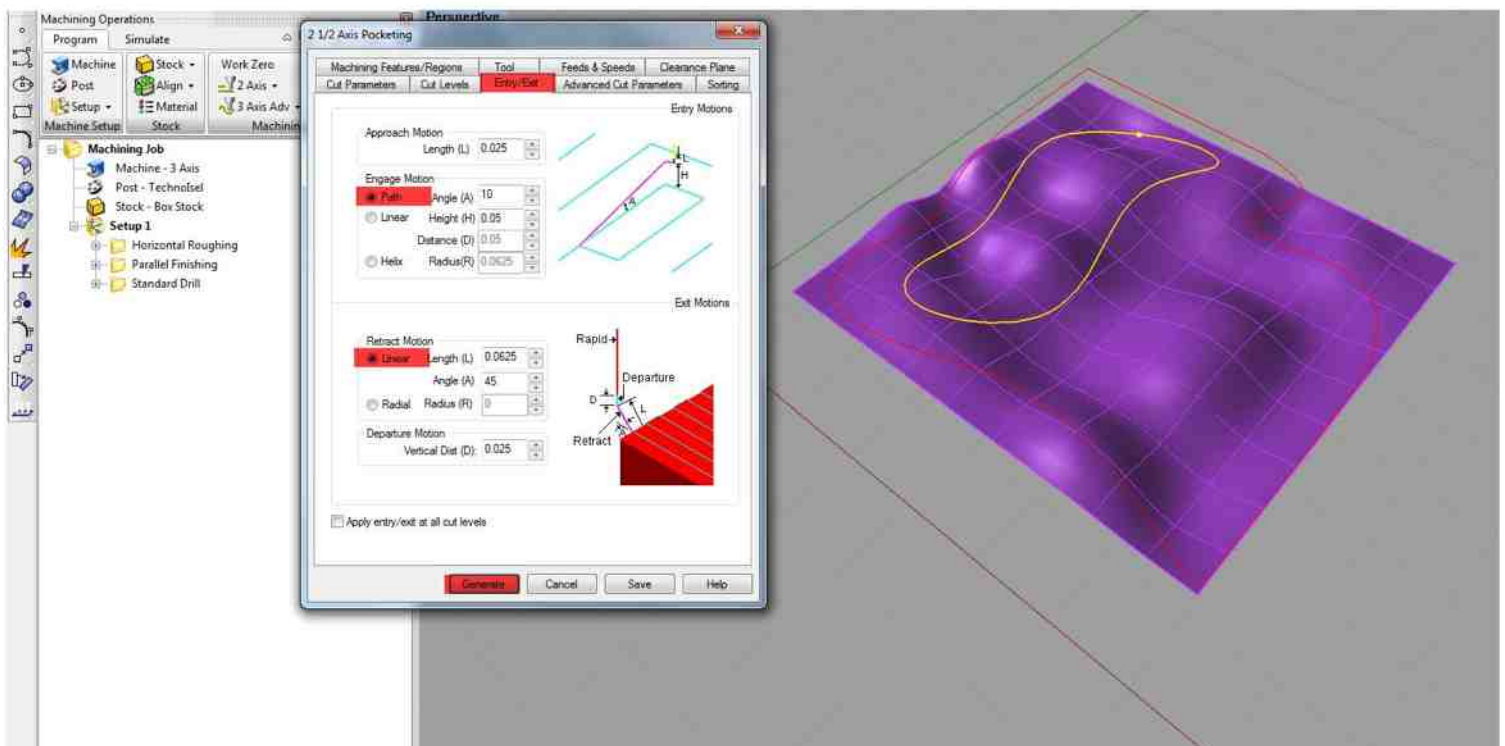 Machining Operations
Perspective
Program Simulate
Machine Stock Work Zero
Post Align 2 Axis
Setup Material 3 Axis Adv
Machine Setup Stock Machinin
Machining Job
Machine - 3 Axis
Post - TechnoIsel
Stock - Box Stock
Setup 1
Horizontal Roughing
Parallel Finishing
Standard Drill
2 1/2 Axis Pocketing
Machining Features/Regions Tool Feeds & Speeds Clearance Plane
Cut Parameters Cut Levels Entry/Exit Advanced Cut Parameters Sorting
Entry Motions
Approach Motion
Length (L) 0.025
Engage Motion
Path Angle (A) 10
Linear Height (H) 0.05
Distance (D) 0.05
Helix Radius(R) 0.0625
L
H
A
Exit Motions
Retract Motion
Linear Length (L) 0.0625
Angle (A) 45
Radial Radius (R) 0
Departure Motion
Vertical Dist (D): 0.025
Rapid
Departure
D
L
A
Retract
Apply entry/exit at all cut levels
Generate Cancel Save Help